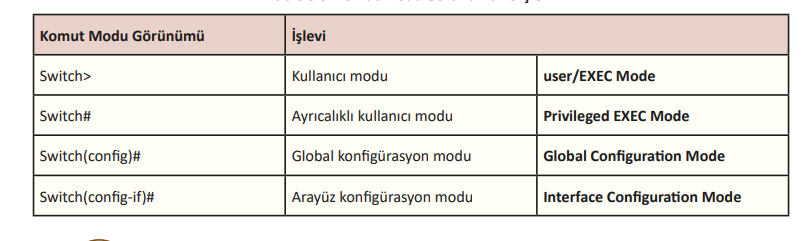 Komut Modu Görünümü İşlevi
Switch> Kullanıcı modu user/EXEC Mode
Switch# Ayrıcalıklı kullanıcı modu Privileged EXEC Mode
Switch(config)# Global konfigürasyon modu Global Configuration Mode
Switch(config-if)# Arayüz konfigürasyon modu Interface Configuration Mode